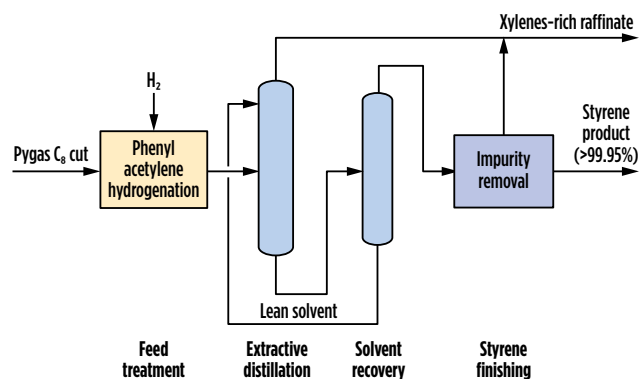 Xylenes-rich raffinate
H₂
Styrene
product
(>99.95%)
Pygas C₈ cut
Phenyl
acetylene
hydrogenation
Impurity
removal
Lean solvent
Feed
treatment
Extractive
distillation
Solvent
recovery
Styrene
finishing